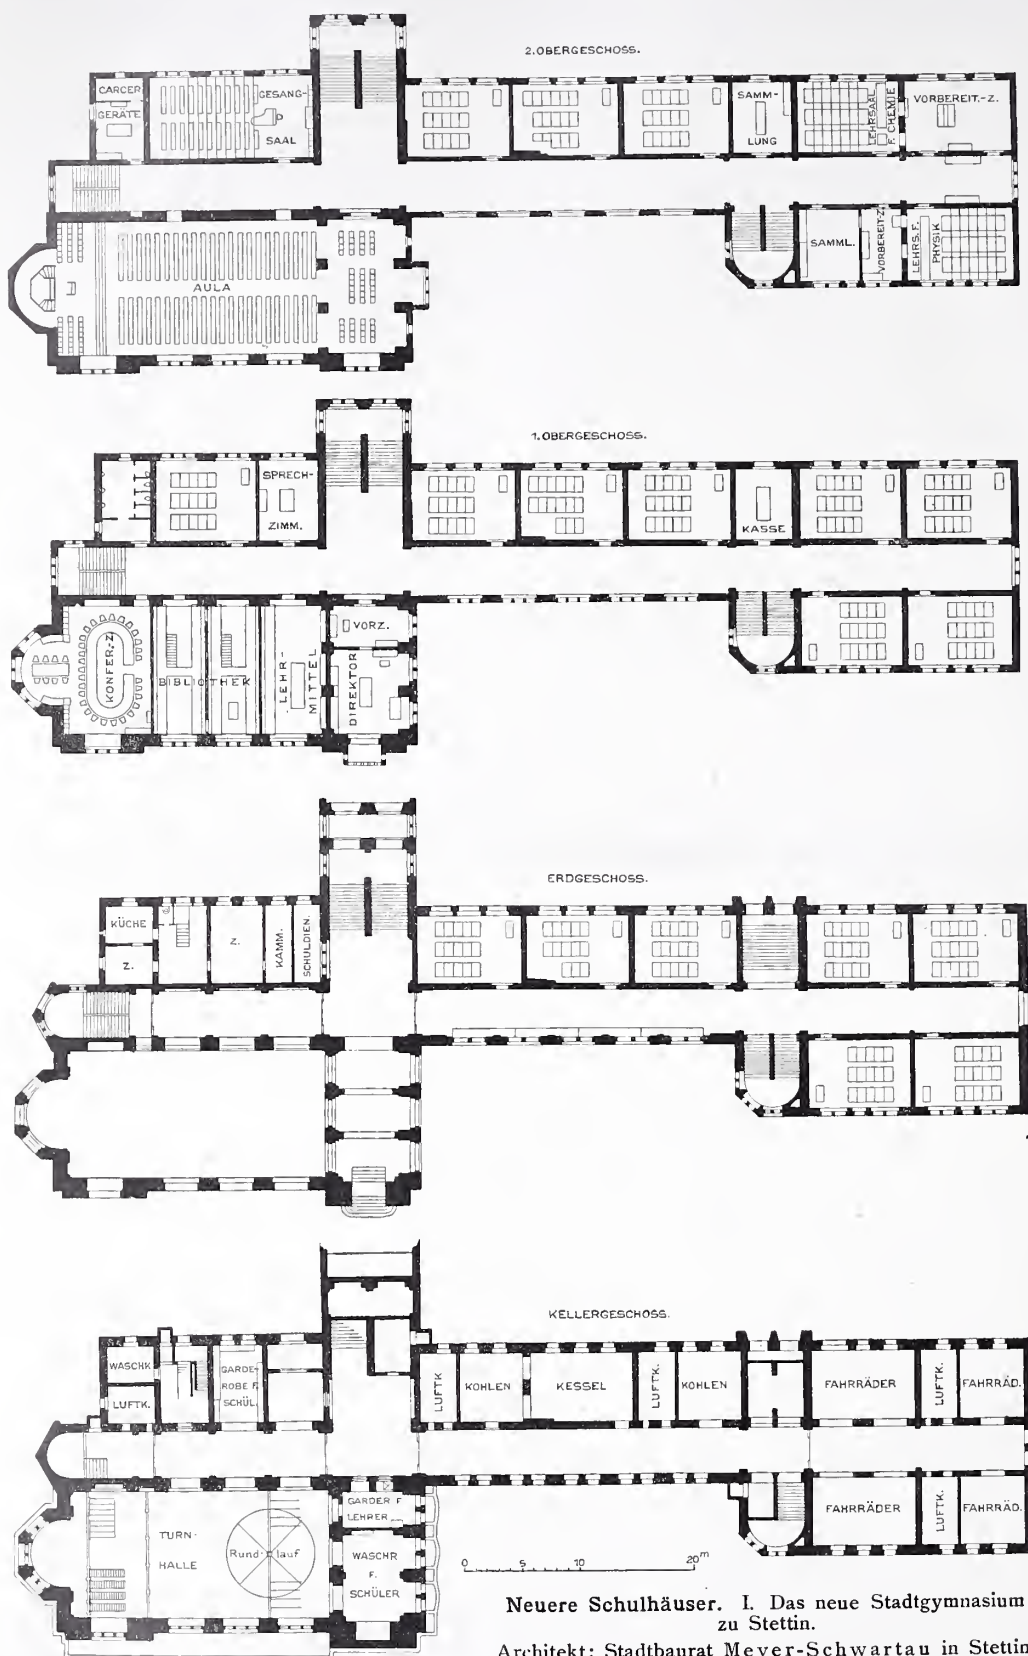 2. OBERGESCHOSS.
CARCER
GERÄTE
GESANG-
SAAL
SAMM-
LUNG
LEHRSAAL
F. CHEMIE
VORBEREIT.-Z.
AULA
SAMML.
VORBEREIT-Z.
LEHRS. F.
PHYSIK
1. OBERGESCHOSS.
SPRECH-
ZIMM.
KASSE
KONFER.-Z.
BIBLIOTHEK
LEHR-
MITTEL
VORZ.
DIREKTOR
ERDGESCHOSS.
KÜCHE
Z.
Z.
KAMM.
SCHULDIEN.
KELLERGESCHOSS.
WASCHK.
LUFTK.
GARDE-
ROBE F.
SCHÜL.
LUFTK
KOHLEN
KESSEL
LUFTK.
KOHLEN
FAHRRÄDER
LUFTK.
FAHRRÄD.
TURN-
HALLE
Rund-lauf
GARDER F.
LEHRER
WASCHR
F.
SCHÜLER
FAHRRÄDER
LUFTK.
FAHRRÄD.
0 5 10 20m
Neuere Schulhäuser. I. Das neue Stadtgymnasium
zu Stettin.
Architekt: Stadtbaurat Meyer-Schwartau in Stettin